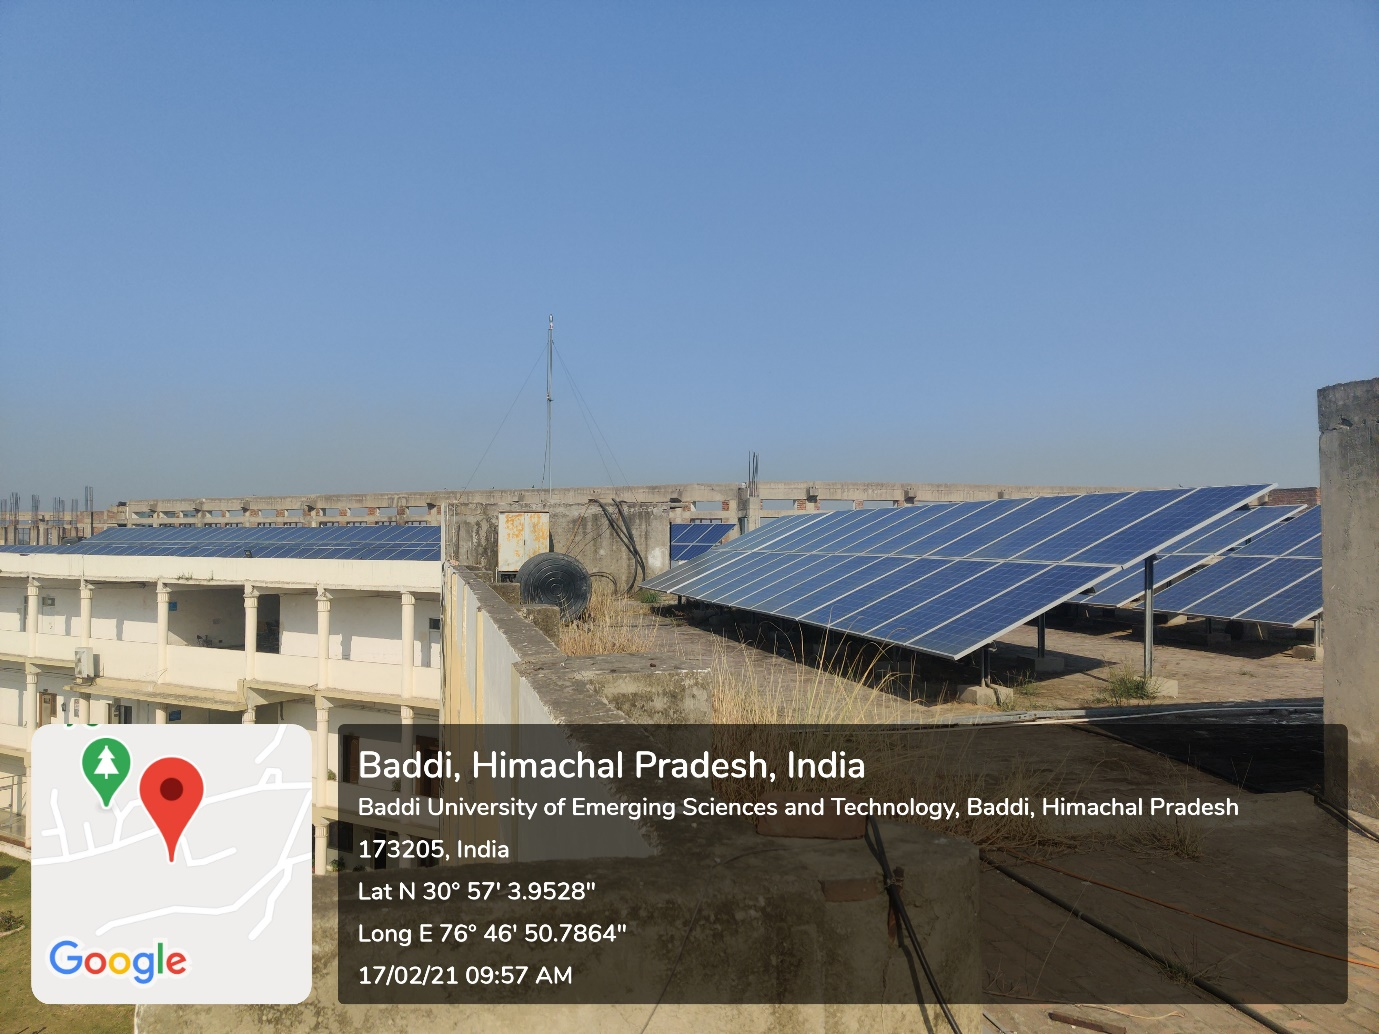 Baddi, Himachal Pradesh, India
Baddi University of Emerging Sciences and Technology, Baddi, Himachal Pradesh
173205, India
Lat N 30° 57' 3.9528"
Long E 76° 46' 50.7864"
17/02/21 09:57 AM
Google